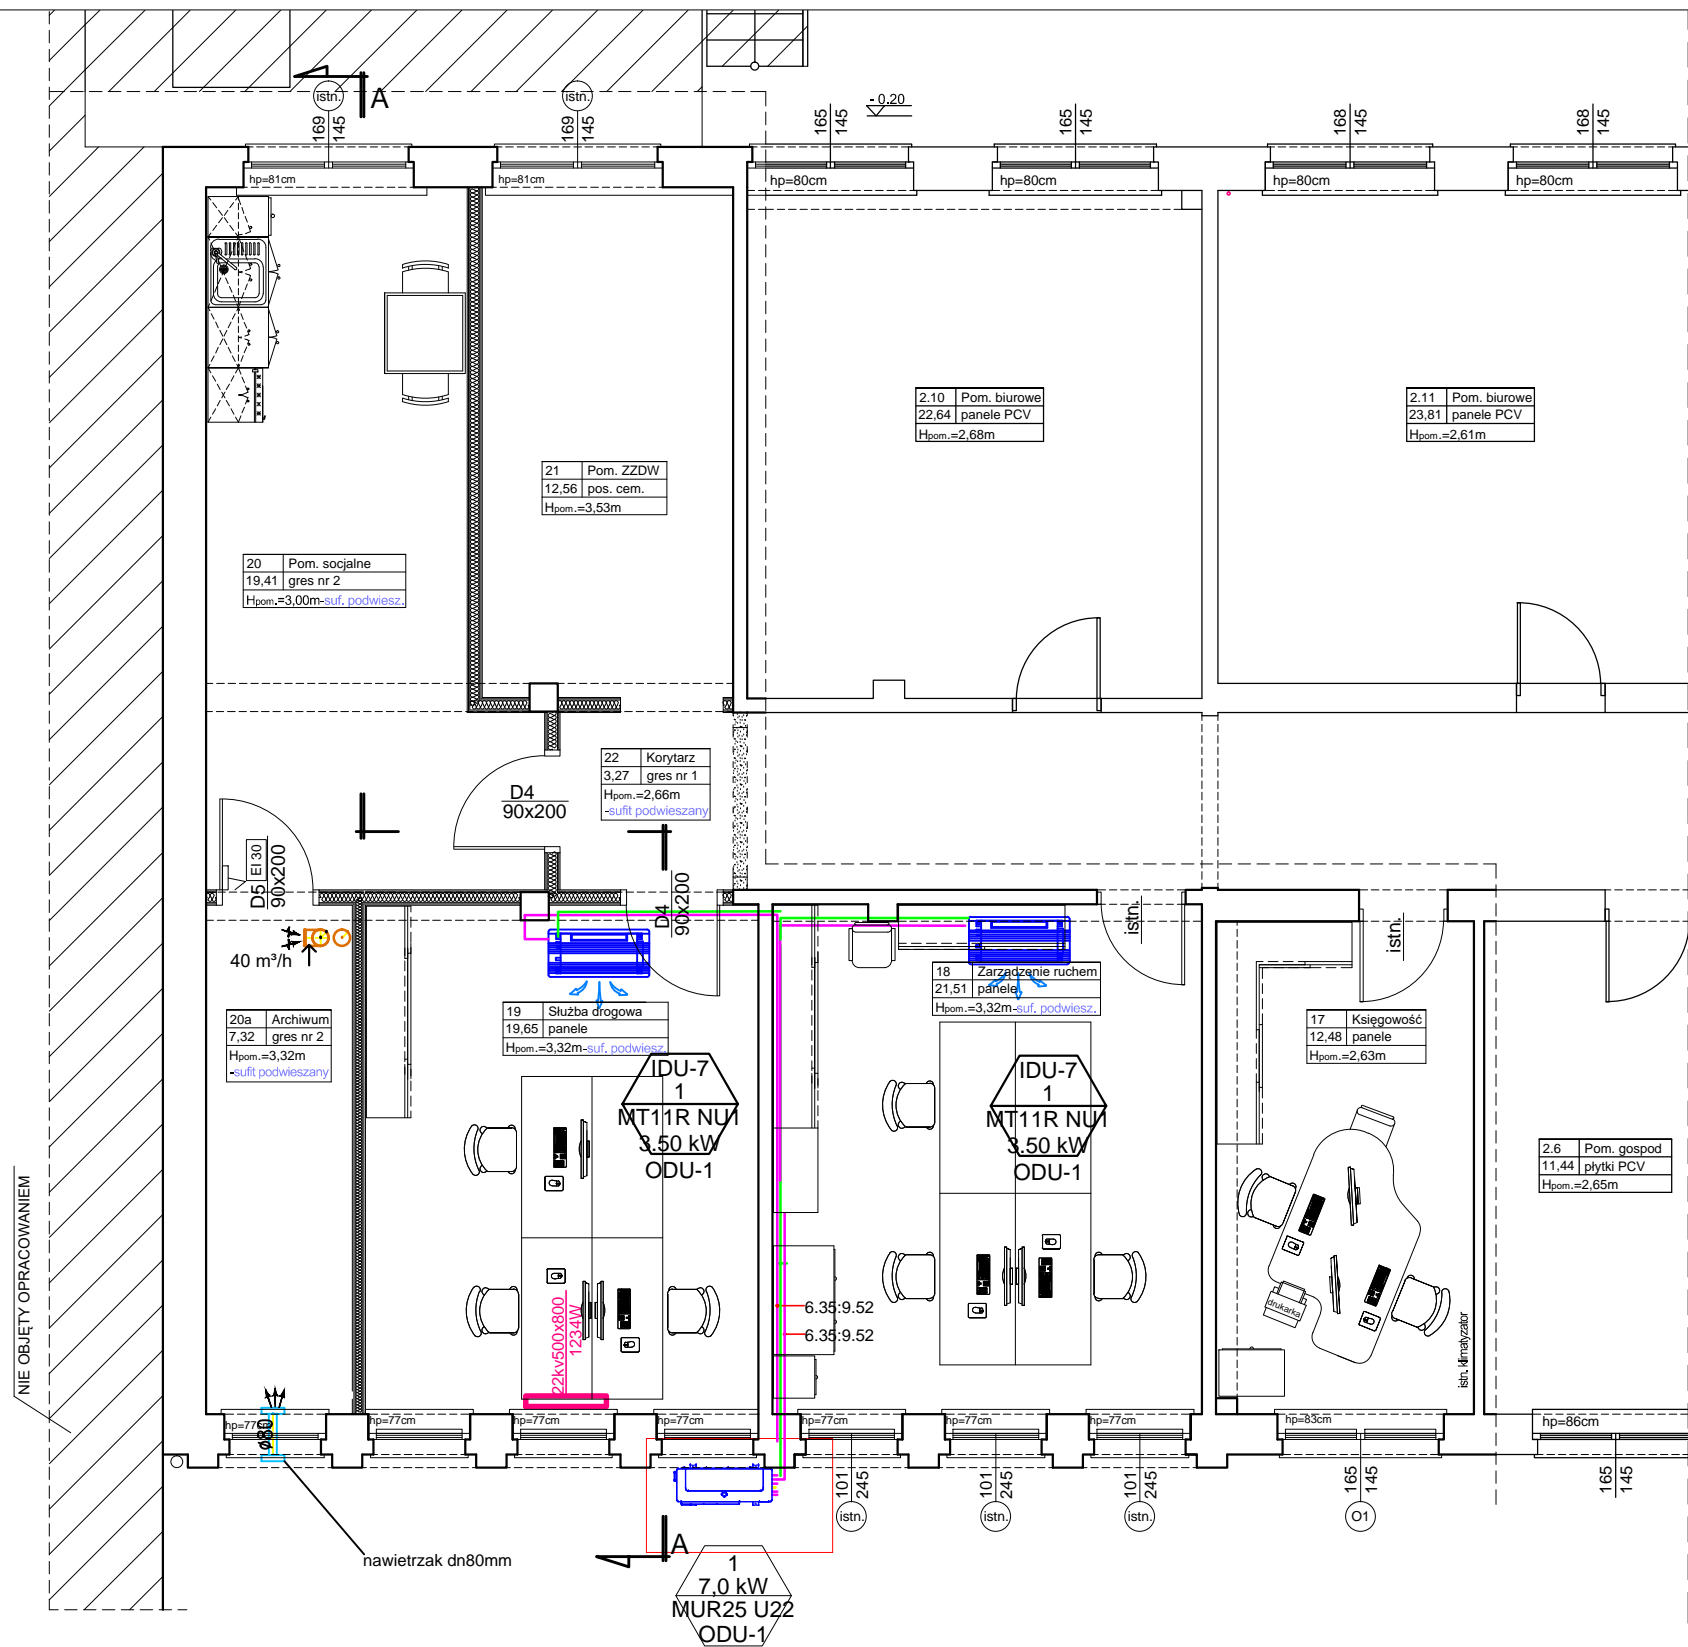 istn.
A
istn.
- 0.20
169
145
169
145
165
145
165
145
168
145
168
145
hp=81cm
hp=81cm
hp=80cm
hp=80cm
hp=80cm
hp=80cm
2.10 Pom. biurowe
22,64 panele PCV
Hpom.=2,68m
2.11 Pom. biurowe
23,81 panele PCV
Hpom.=2,61m
21 Pom. ZZDW
12,56 pos. cem.
Hpom.=3,53m
20 Pom. socjalne
19,41 gres nr 2
Hpom.=3,00m-suf. podwiesz.
22 Korytarz
3,27 gres nr 1
Hpom.=2,66m
-sufit podwieszany
D4
90x200
D5
EI 30
90x200
D4
90x200
istn.
istn.
40 m³/h
20a Archiwum
7,32 gres nr 2
Hpom.=3,32m
-sufit podwieszany
19 Służba drogowa
19,65 panele
Hpom.=3,32m-suf. podwiesz.
18 Zarządzenie ruchem
21,51 panele
Hpom.=3,32m-suf. podwiesz.
17 Księgowość
12,48 panele
Hpom.=2,63m
2.6 Pom. gospod
11,44 płytki PCV
Hpom.=2,65m
IDU-7
1
MT11R NU1
3.50 kW
ODU-1
IDU-7
1
MT11R NU1
3.50 kW
ODU-1
NIE OBJĘTY OPRACOWANIEM
22kv500x800
1234W
6.35:9.52
6.35:9.52
drukarka
istn. klimatyzator
hp=77cm
ø80
hp=77cm
hp=77cm
hp=77cm
hp=77cm
hp=77cm
hp=77cm
hp=83cm
hp=86cm
101
245
istn.
101
245
istn.
101
245
istn.
165
145
O1
165
145
nawietrzak dn80mm
A
1
7,0 kW
MUR25 U22
ODU-1